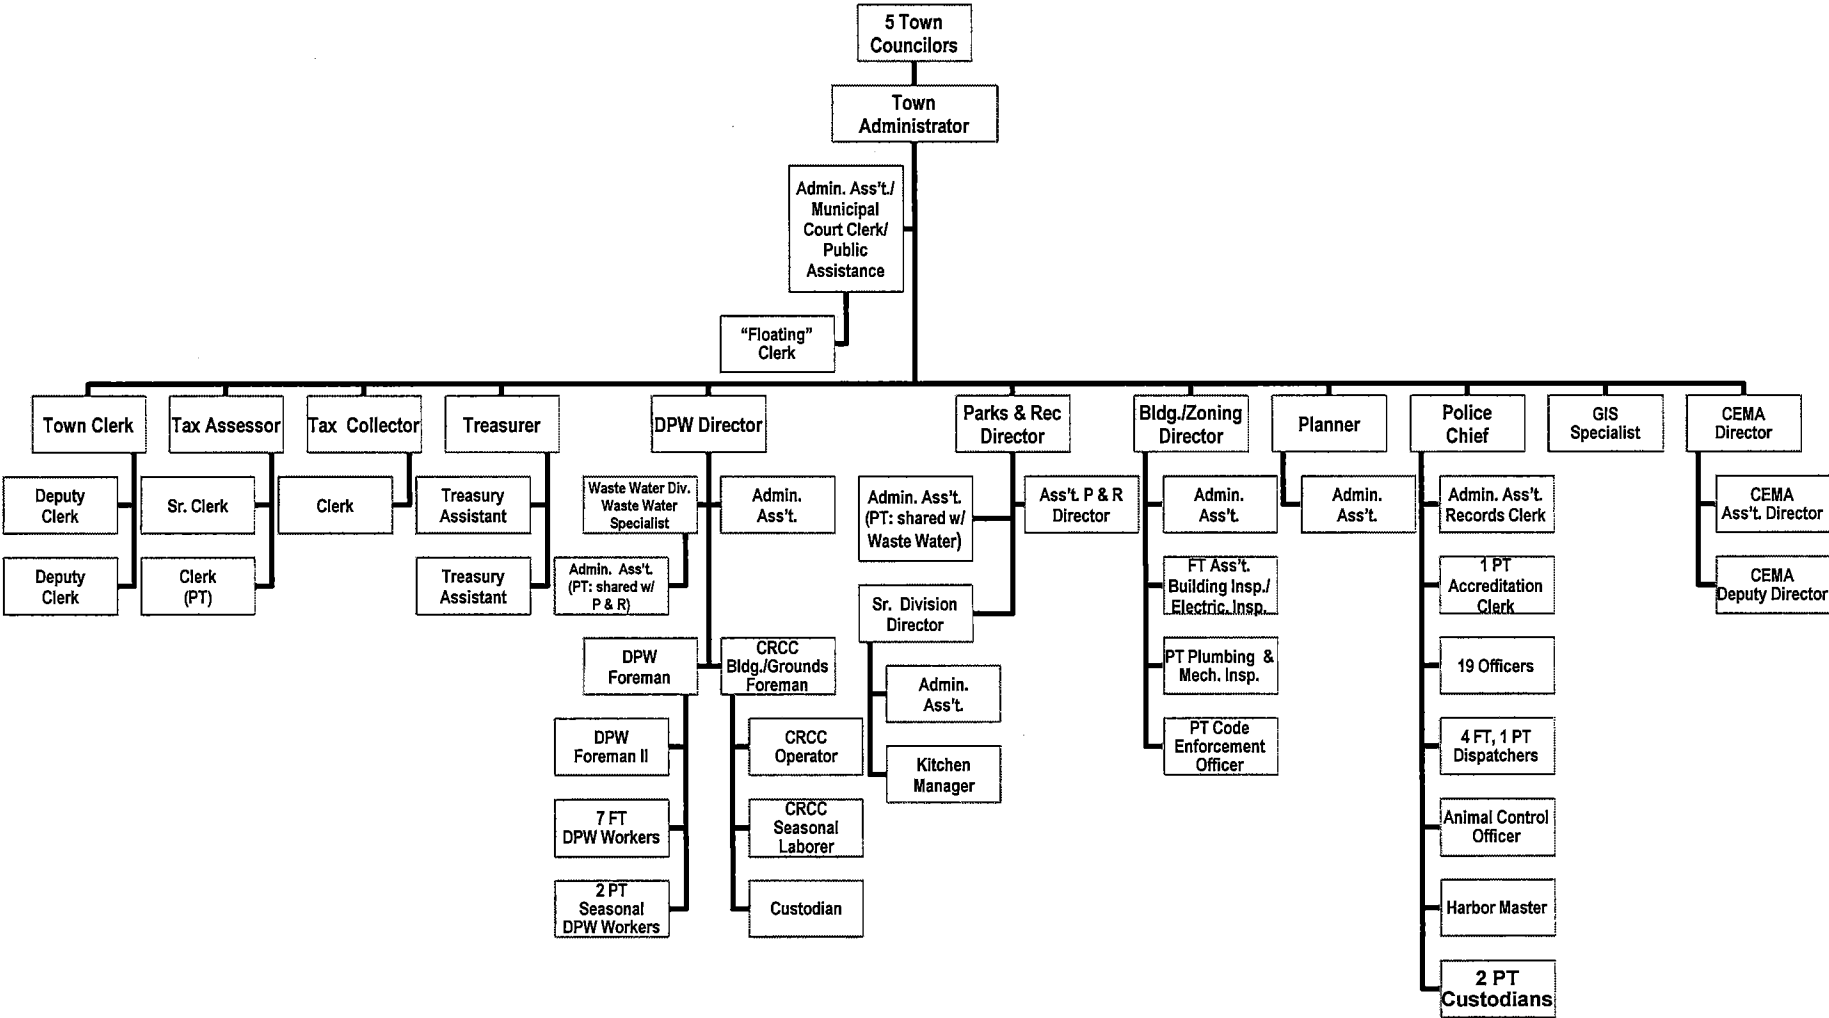 5 Town
Councilors
Town
Administrator
Admin. Ass't./
Municipal
Court Clerk/
Public
Assistance
“Floating”
Clerk
Town Clerk
Tax Assessor
Tax Collector
Treasurer
DPW Director
Parks & Rec
Director
Bldg./Zoning
Director
Planner
Police
Chief
GIS
Specialist
CEMA
Director
Deputy
Clerk
Deputy
Clerk
Sr. Clerk
Clerk
(PT)
Clerk
Treasury
Assistant
Treasury
Assistant
Waste Water Div.
Waste Water
Specialist
Admin. Ass't.
(PT: shared w/
P & R)
Admin.
Ass't.
DPW
Foreman
DPW
Foreman II
7 FT
DPW Workers
2 PT
Seasonal
DPW Workers
CRCC
Bldg./Grounds
Foreman
CRCC
Operator
CRCC
Seasonal
Laborer
Custodian
Admin. Ass't.
(PT: shared w/
Waste Water)
Ass't. P & R
Director
Sr. Division
Director
Admin.
Ass't.
Kitchen
Manager
Admin.
Ass't.
FT Ass't.
Building Insp./
Electric. Insp.
PT Plumbing &
Mech. Insp.
PT Code
Enforcement
Officer
Admin.
Ass't.
Admin. Ass't.
Records Clerk
1 PT
Accreditation
Clerk
19 Officers
4 FT, 1 PT
Dispatchers
Animal Control
Officer
Harbor Master
2 PT
Custodians
CEMA
Ass't. Director
CEMA
Deputy Director